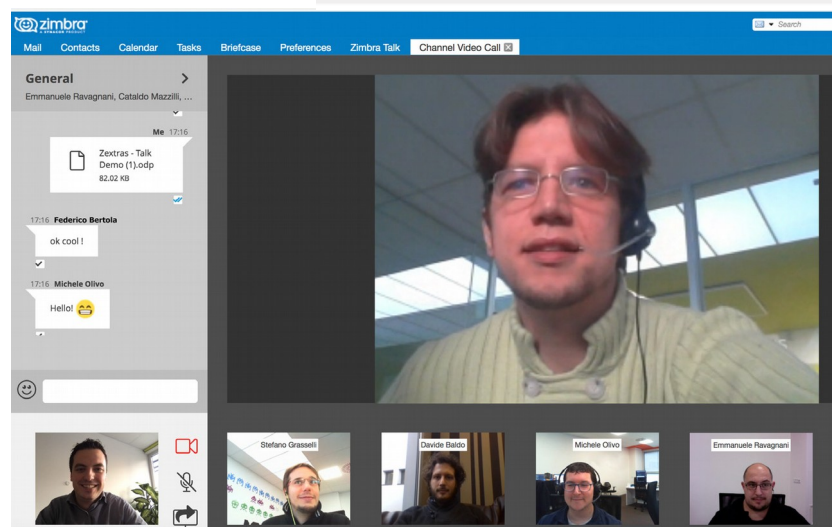 zimbra
A SYNACOR PRODUCT
Search
Mail Contacts Calendar Tasks Briefcase Preferences Zimbra Talk Channel Video Call
General
Emmanuele Ravagnani, Cataldo Mazzilli, ...
Me 17:16
Zextras - Talk
Demo (1).odp
82.02 KB
17:16 Federico Bertola
ok cool !
17:16 Michele Olivo
Hello! 😁
Stefano Grasselli
Davide Baldo
Michele Olivo
Emmanuele Ravagnani